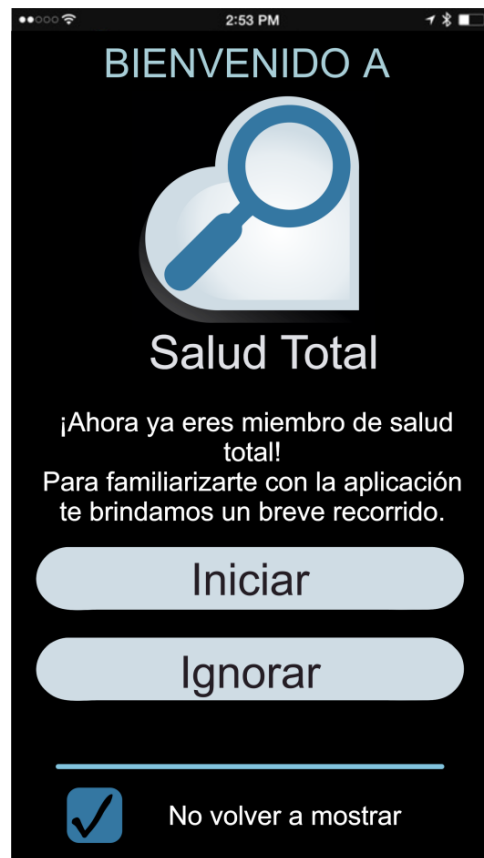 2:53 PM
BIENVENIDO A
Salud Total
¡Ahora ya eres miembro de salud
total!
Para familiarizarte con la aplicación
te brindamos un breve recorrido.
Iniciar
Ignorar
No volver a mostrar